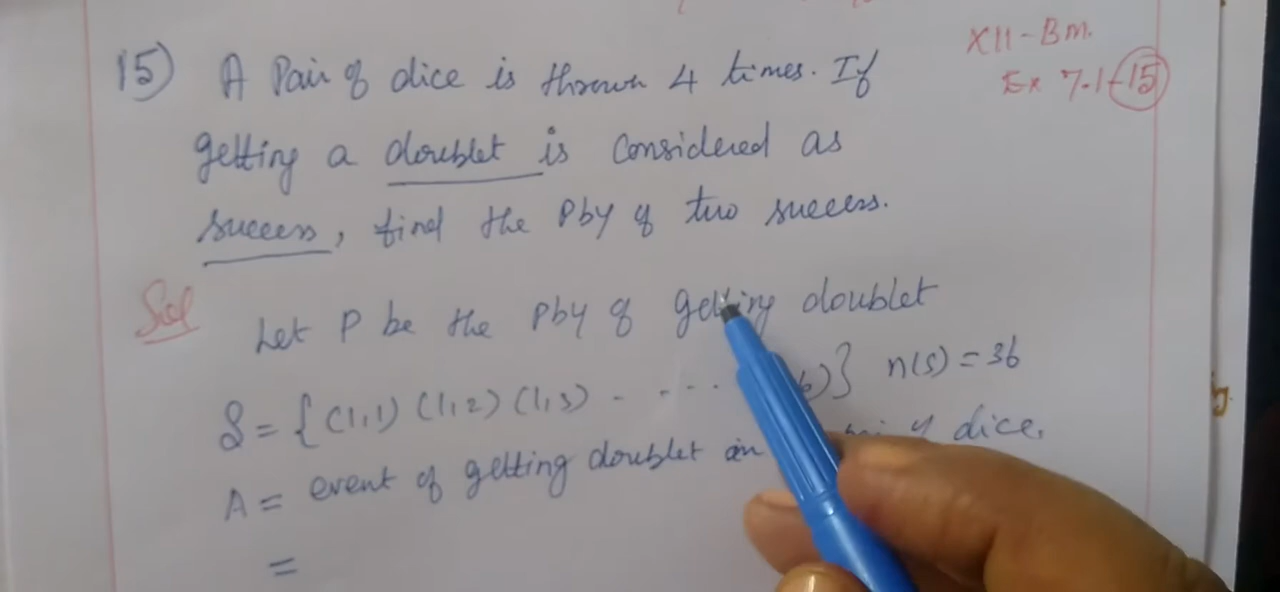 XII-Bm.
Ex 7.1-15
15) A Pair of dice is thrown 4 times. If
getting a doublet is considered as
success, find the Pby of two success.
Sol
Let P be the Pby of getting doublet
S = { (1,1) (1,2) (1,3) - - - - 6) } n(s) = 36
A = event of getting doublet in of dice.
=